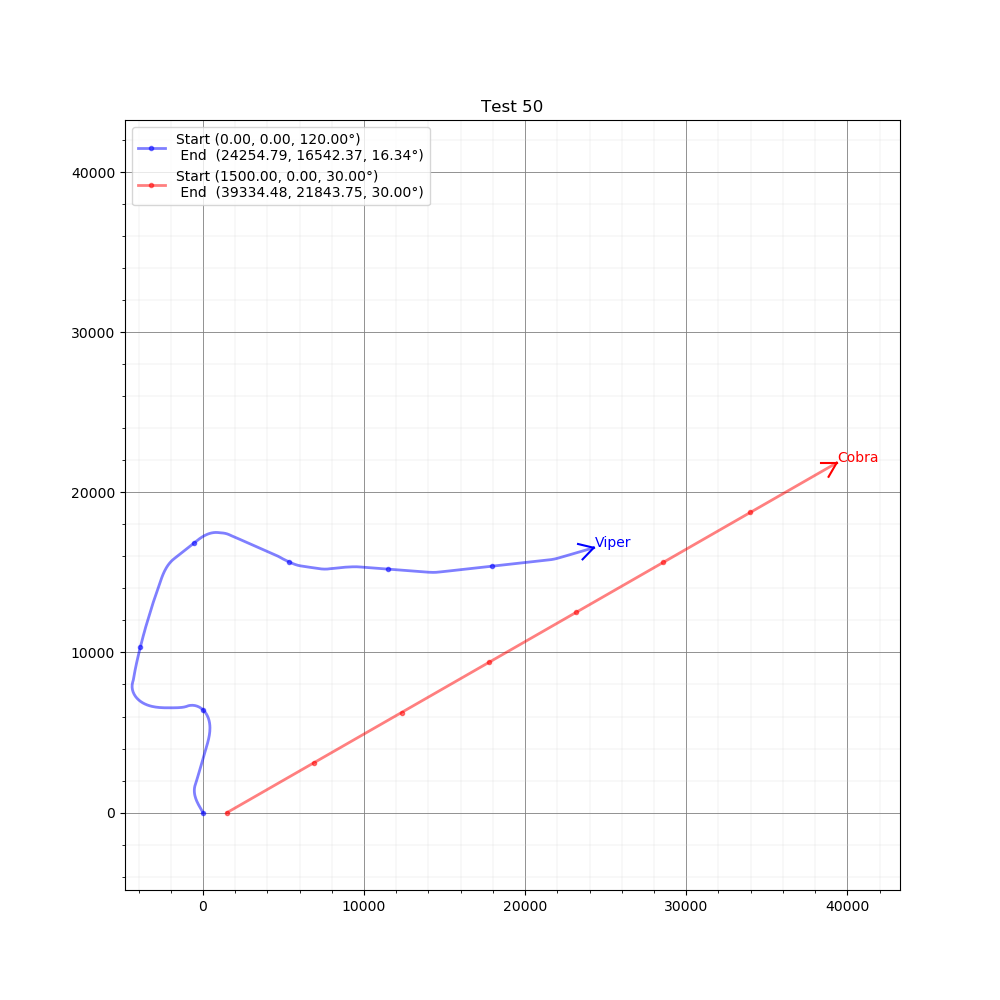 Test 50
Start (0.00, 0.00, 120.00°)
End (24254.79, 16542.37, 16.34°)
Start (1500.00, 0.00, 30.00°)
End (39334.48, 21843.75, 30.00°)
40000
30000
20000
10000
0
Cobra
Viper
0
10000
20000
30000
40000